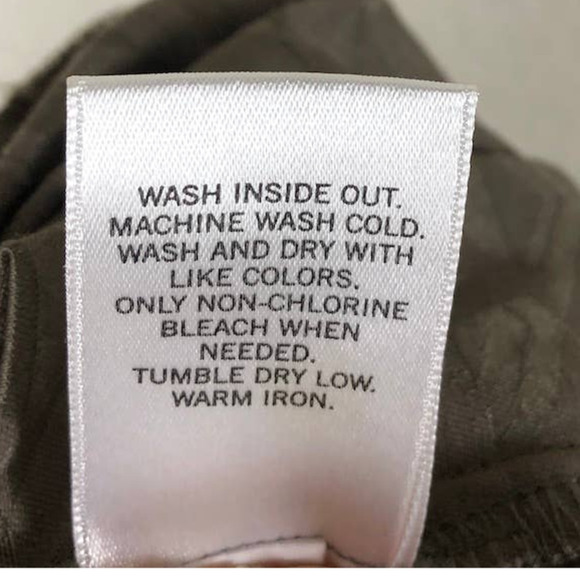 WASH INSIDE OUT.
MACHINE WASH COLD.
WASH AND DRY WITH
LIKE COLORS.
ONLY NON-CHLORINE
BLEACH WHEN
NEEDED.
TUMBLE DRY LOW.
WARM IRON.